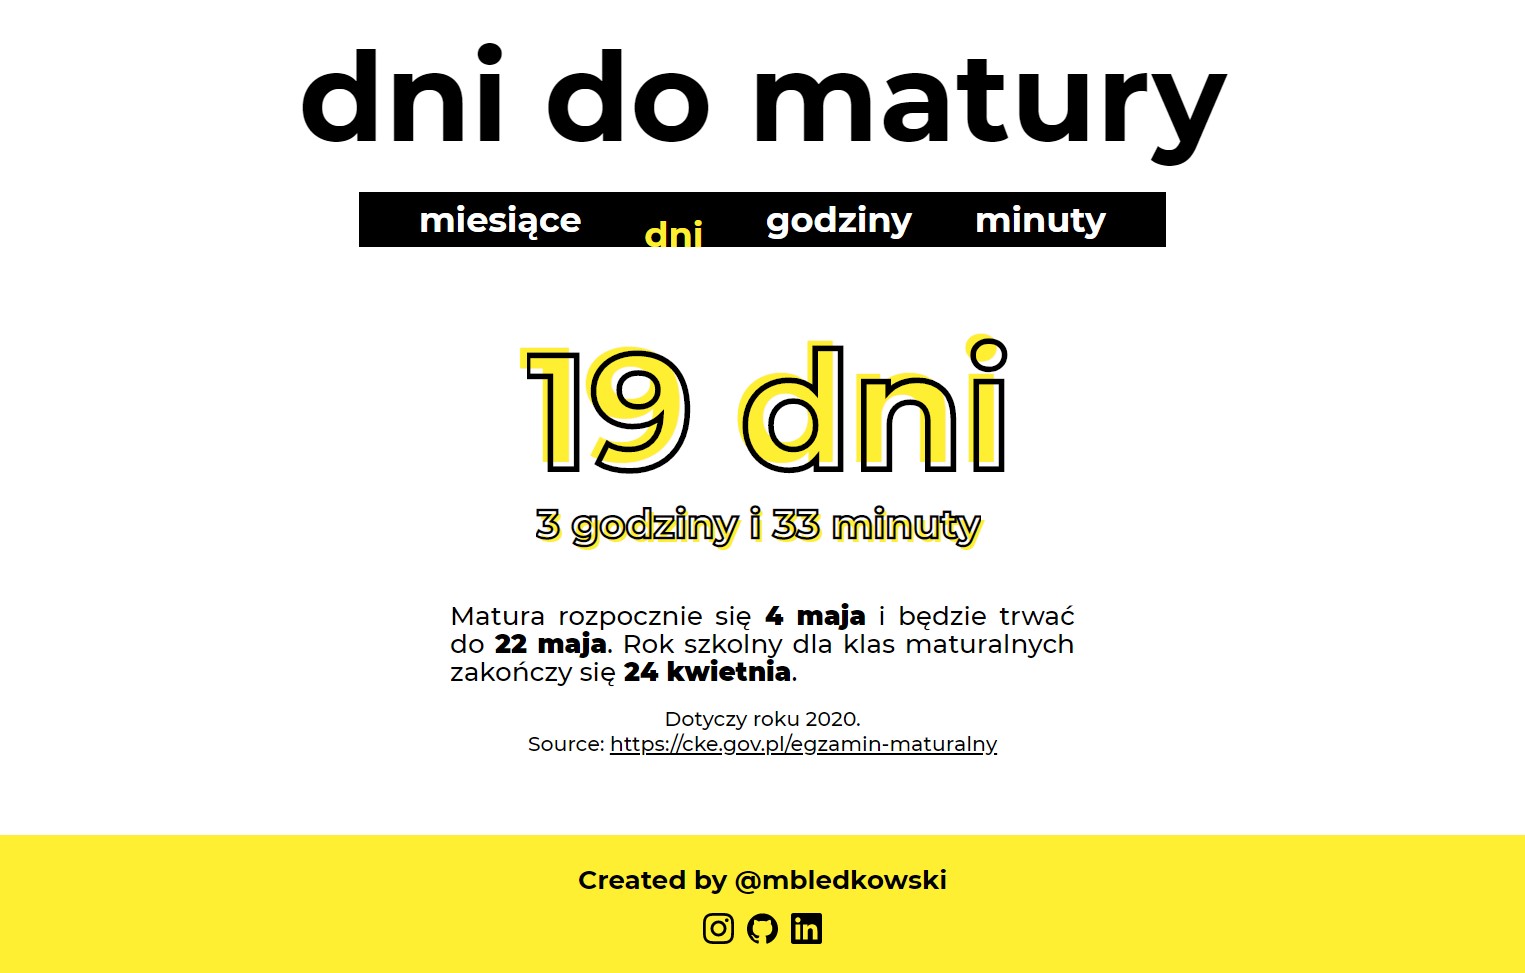 dni do matury
miesiące dni godziny minuty
19 dni
3 godziny i 33 minuty
Matura rozpocznie się 4 maja i będzie trwać
do 22 maja. Rok szkolny dla klas maturalnych
zakończy się 24 kwietnia.
Dotyczy roku 2020.
Source: https://cke.gov.pl/egzamin-maturalny
Created by @mbledkowski
in